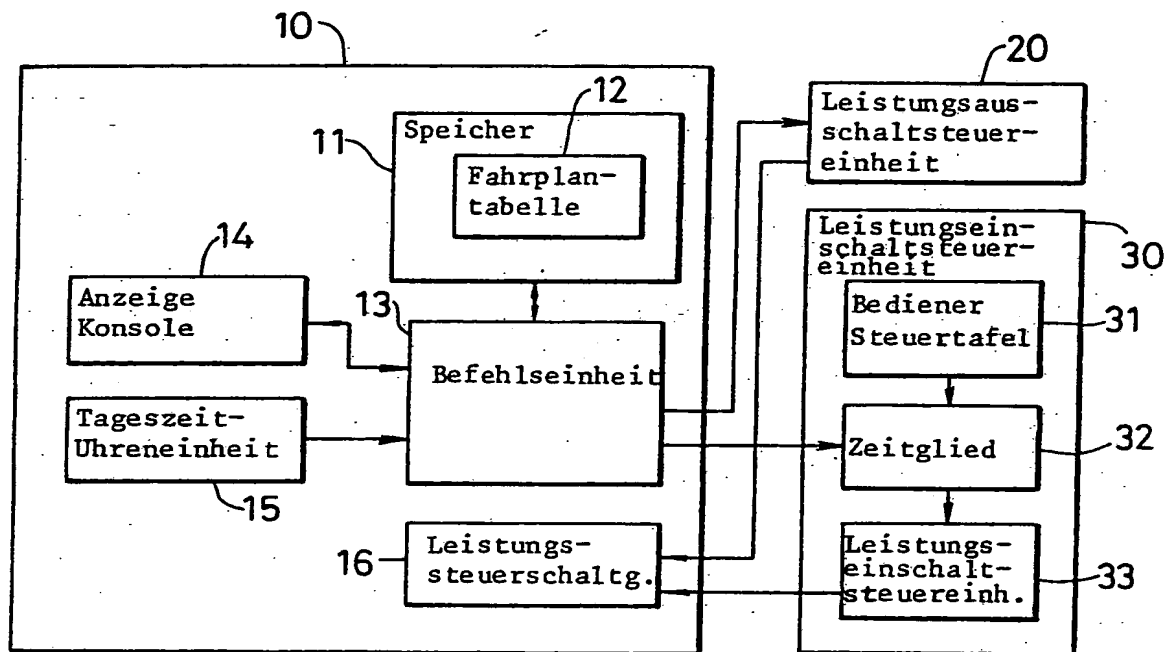 10
20
12
Speicher
11
Fahrplan-
tabelle
Leistungsaus-
schaltsteuer-
einheit
14
Anzeige
Konsole
13
Befehlseinheit
Tageszeit-
Uhreneinheit
15
16
Leistungs-
steuerschaltg.
Leistungsein-
schaltsteuer-
einheit
30
Bediener
Steuertafel
31
Zeitglied
32
Leistungs-
einschalt-
steuereinh.
33